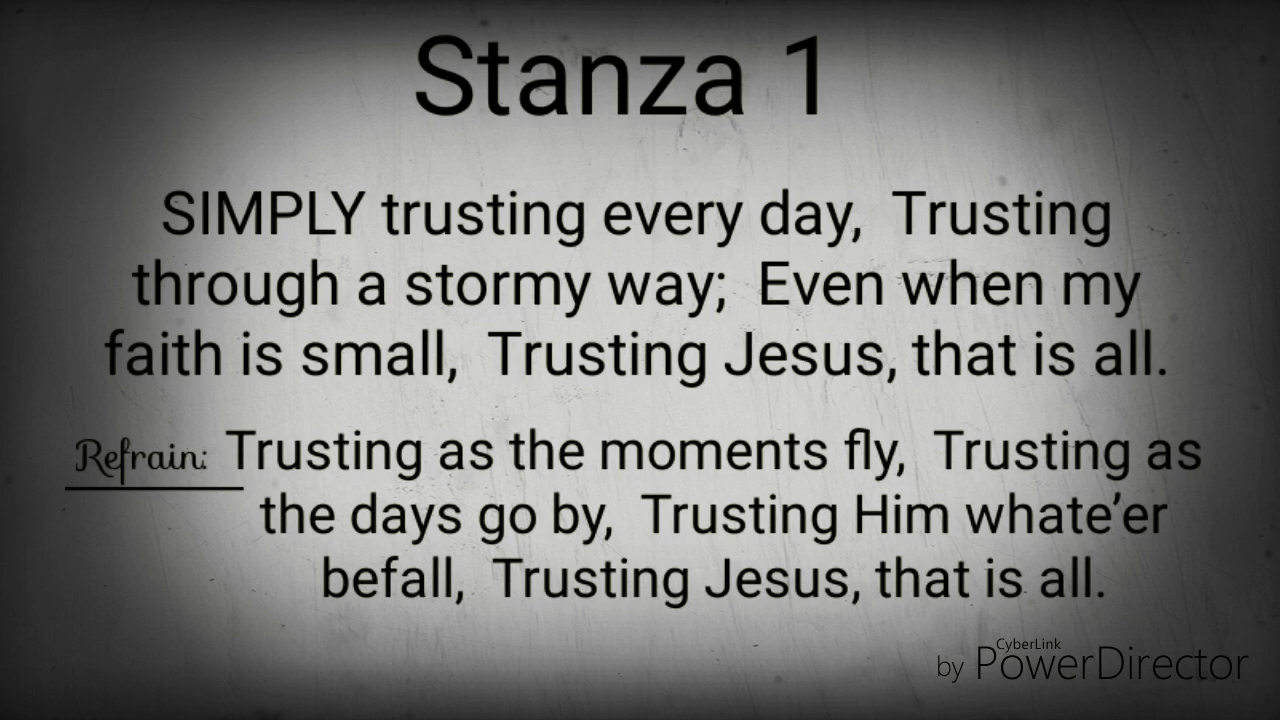 Stanza 1
SIMPLY trusting every day, Trusting
through a stormy way; Even when my
faith is small, Trusting Jesus, that is all.
Refrain: Trusting as the moments fly, Trusting as
the days go by, Trusting Him whate’er
befall, Trusting Jesus, that is all.
CyberLink
by PowerDirector